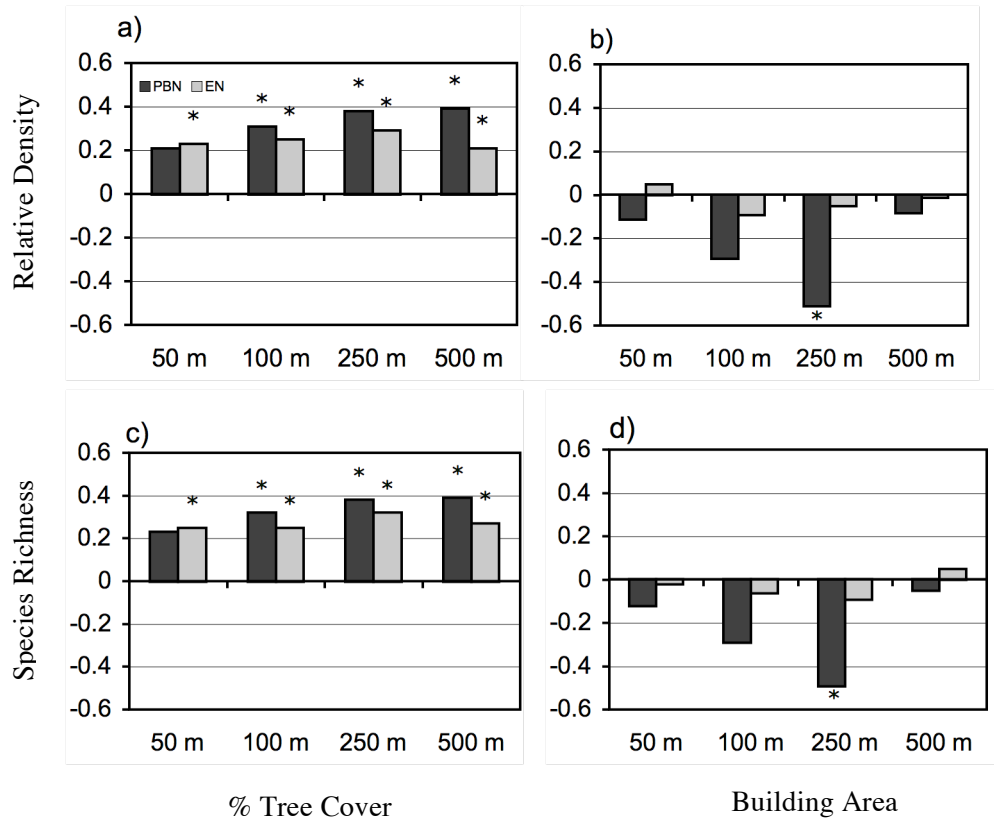 a)
0.6
0.4
0.2
0
-0.2
-0.4
-0.6
PBN EN
* * * * * * *
50 m 100 m 250 m 500 m
b)
0.6
0.4
0.2
0
-0.2
-0.4
-0.6
*
50 m 100 m 250 m 500 m
Relative Density
c)
0.6
0.4
0.2
0
-0.2
-0.4
-0.6
* * * * * * *
50 m 100 m 250 m 500 m
d)
0.6
0.4
0.2
0
-0.2
-0.4
-0.6
*
50 m 100 m 250 m 500 m
Species Richness
% Tree Cover
Building Area